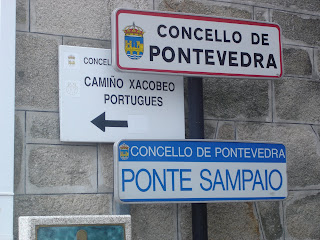 CONCELLO DE
PONTEVEDRA
CAMIÑO XACOBEO
PORTUGUES
CONCELLO DE PONTEVEDRA
PONTE SAMPAIO